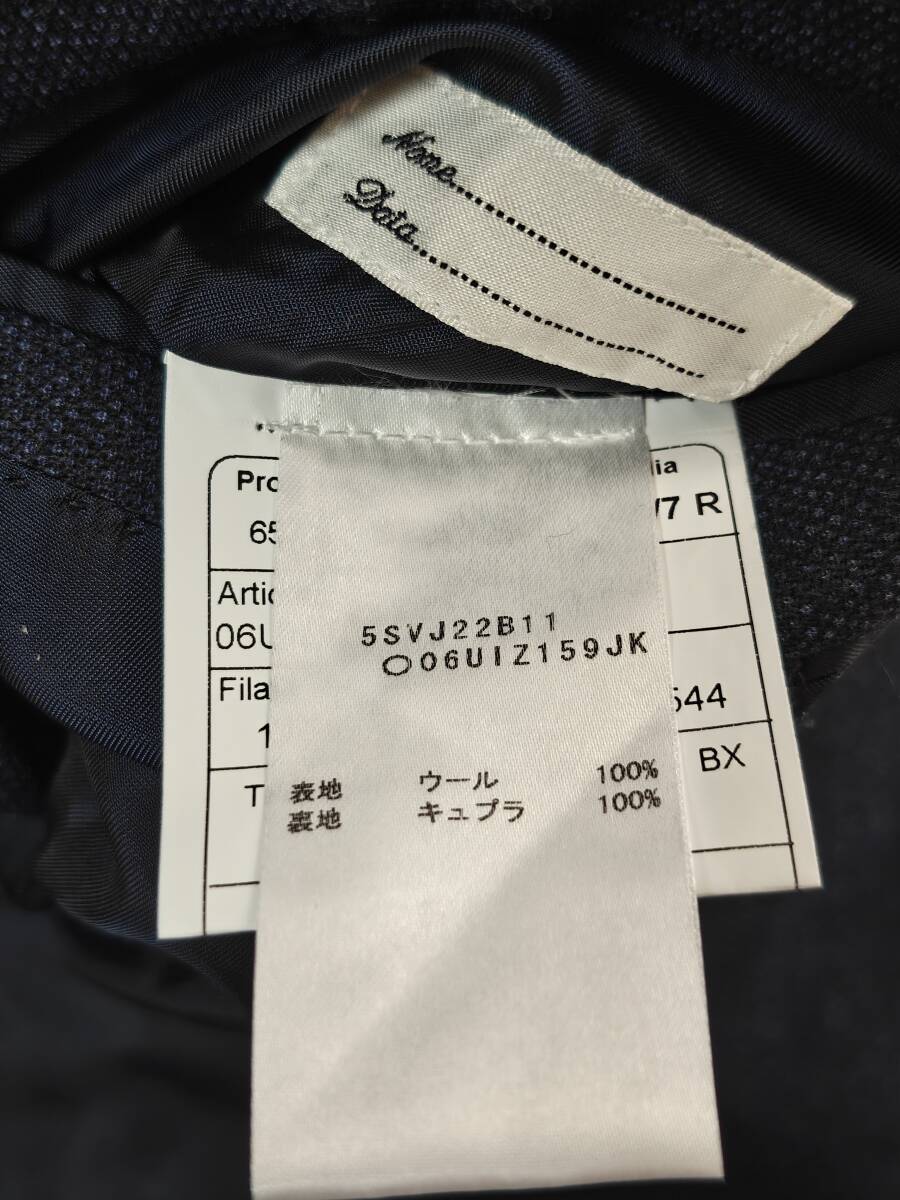 Nome....................
Data....................
Pro
lia
65
/7 R
Artic
06U
Fila
544
1
BX
T
5SVJ22B11
○06UIZ159JK
表地 ウール 100%
裏地 キュプラ 100%